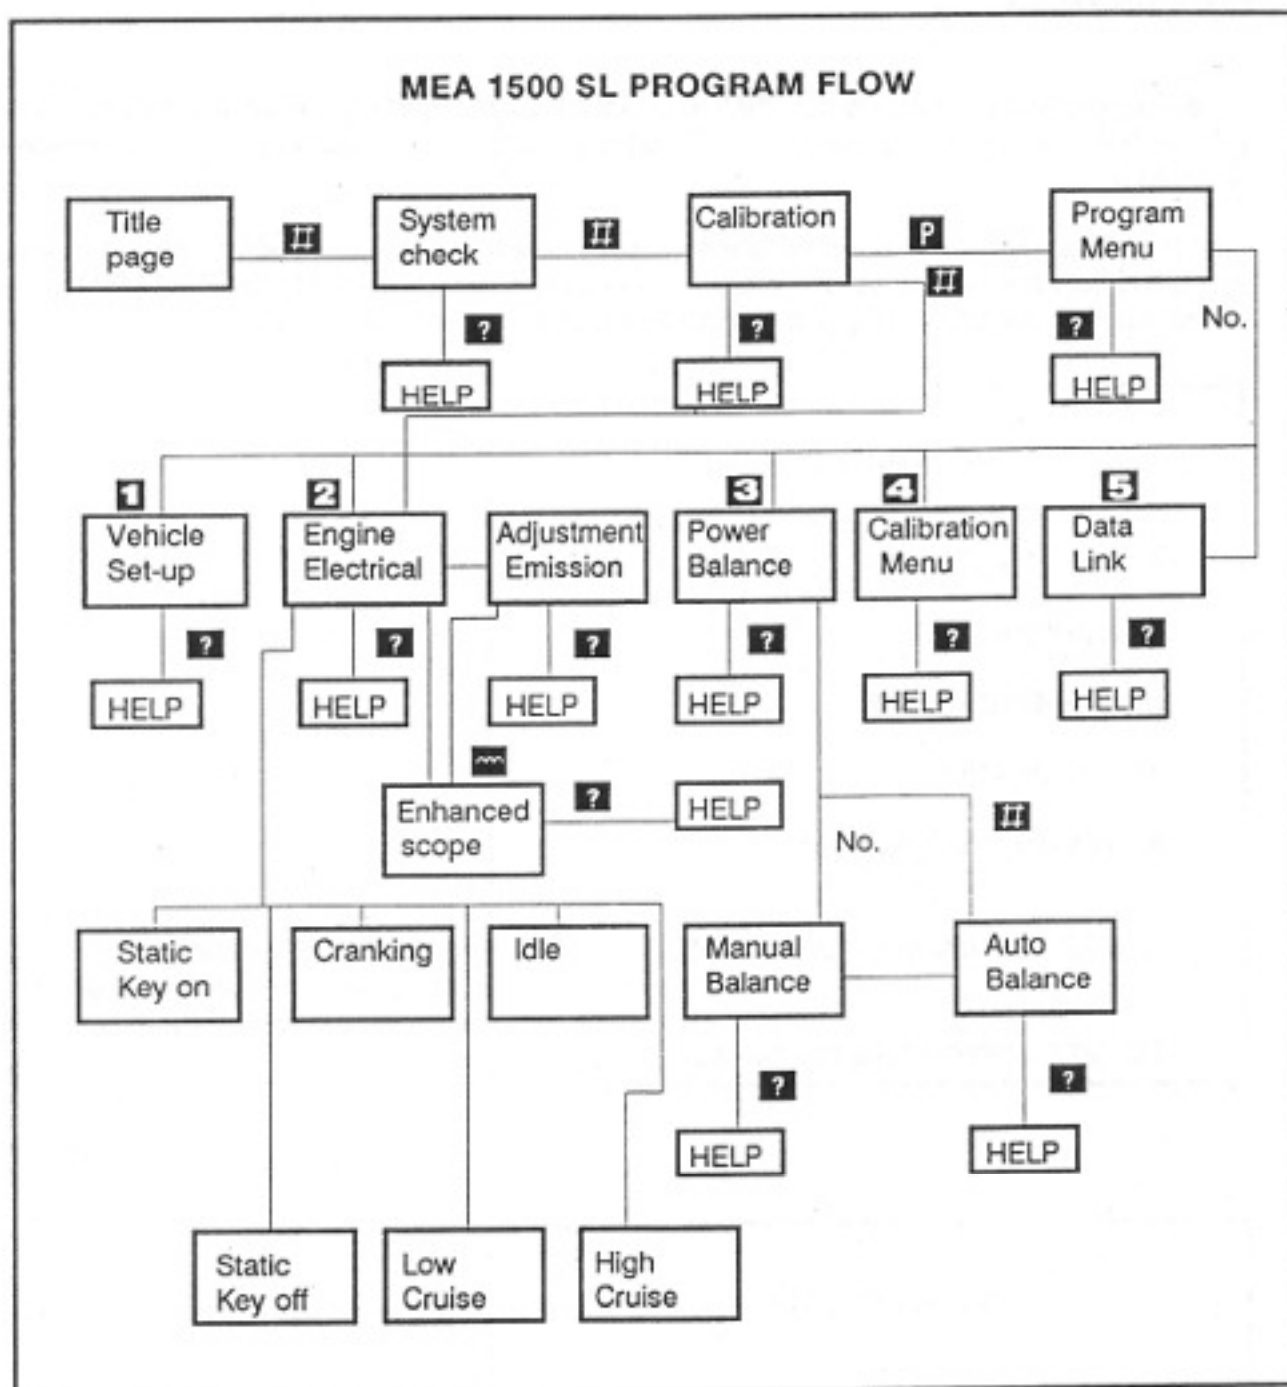 MEA 1500 SL PROGRAM FLOW
Title
page
#
System
check
#
Calibration
P
#
Program
Menu
?
HELP
?
HELP
?
HELP
No.
1
Vehicle
Set-up
2
Engine
Electrical
Adjustment
Emission
3
Power
Balance
4
Calibration
Menu
5
Data
Link
?
HELP
?
HELP
?
HELP
?
HELP
?
HELP
?
HELP
Enhanced
scope
?
HELP
No.
#
Static
Key on
Cranking
Idle
Manual
Balance
Auto
Balance
?
HELP
?
HELP
Static
Key off
Low
Cruise
High
Cruise